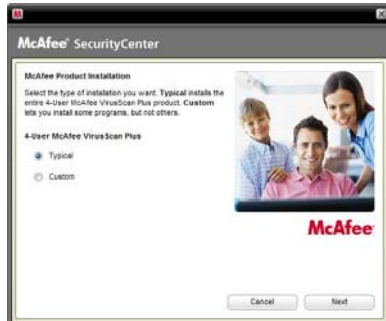 McAfee® SecurityCenter
McAfee Product Installation
Select the type of installation you want. Typical installs the
entire 4-User McAfee VirusScan Plus product. Custom
lets you install some programs, but not others.
4-User McAfee VirusScan Plus
Typical
Custom
McAfee®
Cancel
Next